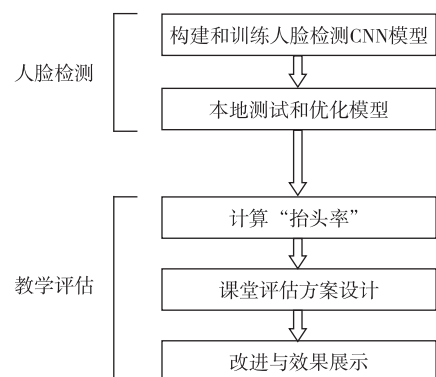 构建和训练人脸检测CNN模型
人脸检测
本地测试和优化模型
计算“抬头率”
教学评估
课堂评估方案设计
改进与效果展示